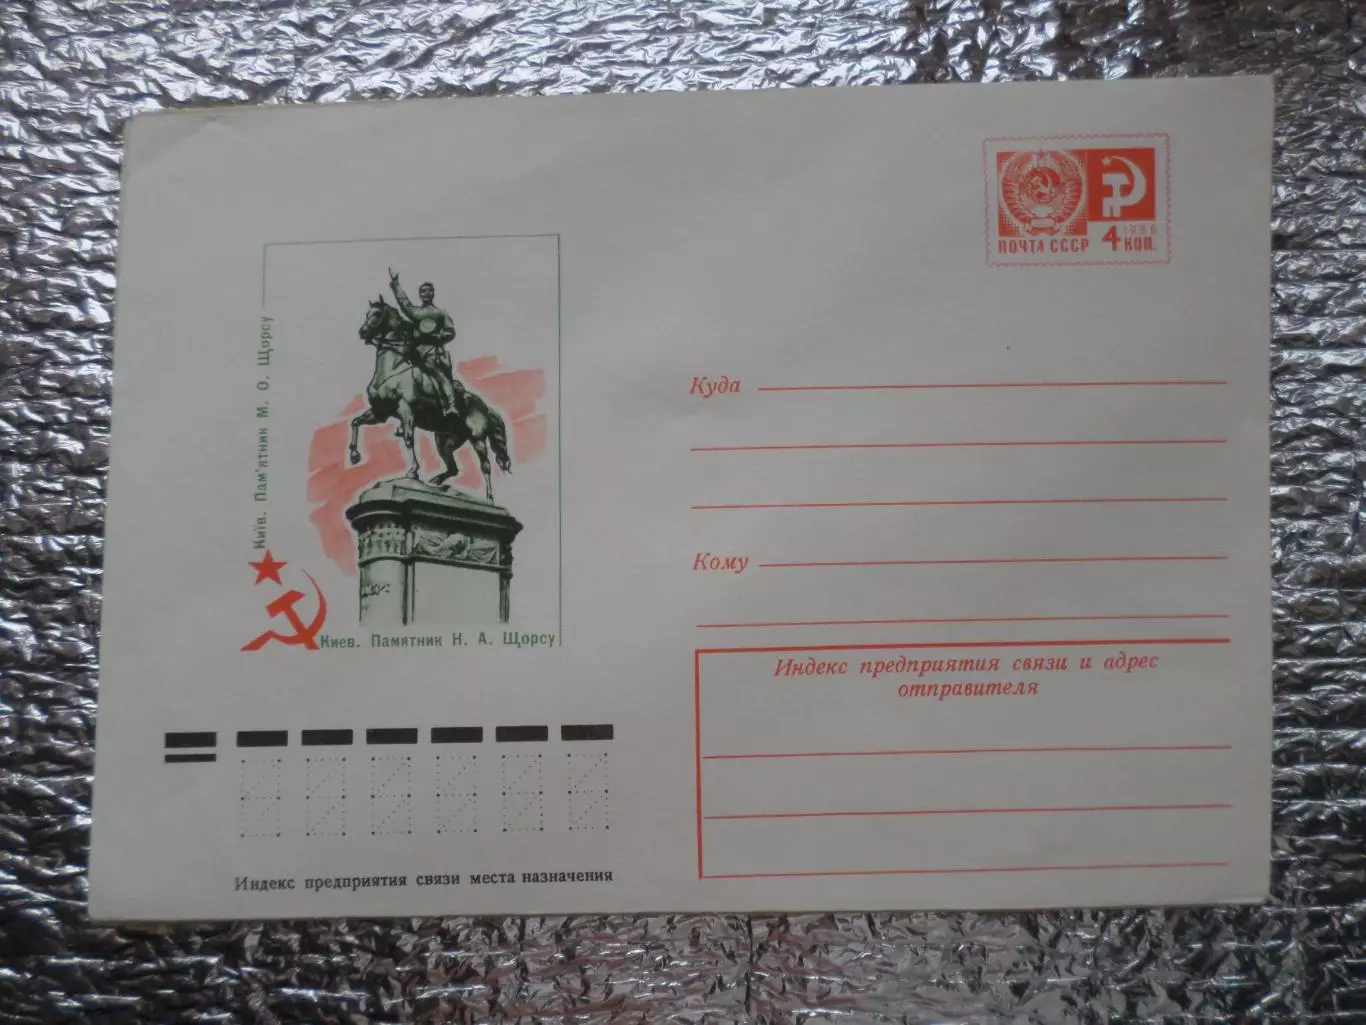 ПОЧТА СССР
1966
4 коп.
Київ. Пам'ятник М. О. Щорсу
Киев. Памятник Н. А. Щорсу
Куда
Кому
Индекс предприятия связи и адрес
отправителя
Индекс предприятия связи места назначения